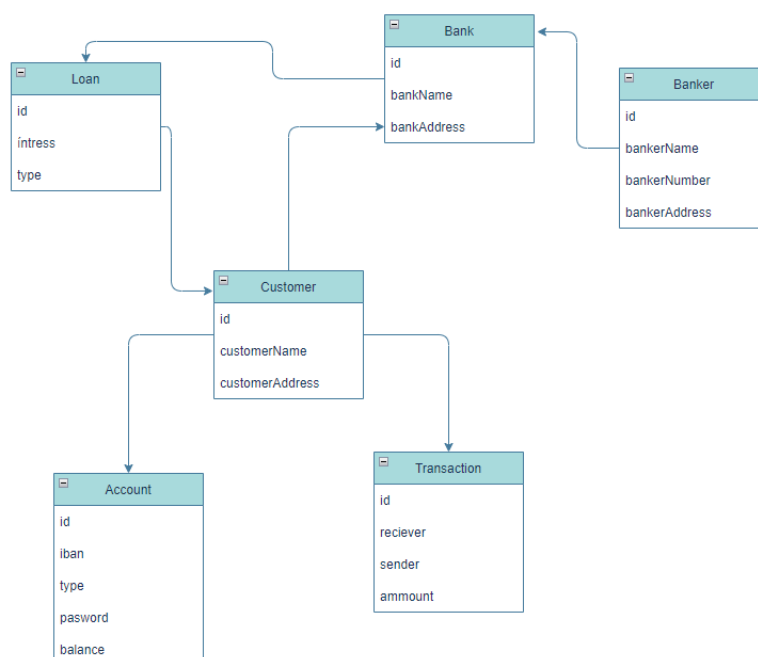 Bank
id
bankName
bankAddress
Loan
id
íntress
type
Banker
id
bankerName
bankerNumber
bankerAddress
Customer
id
customerName
customerAddress
Transaction
id
reciever
sender
ammount
Account
id
iban
type
pasword
balance